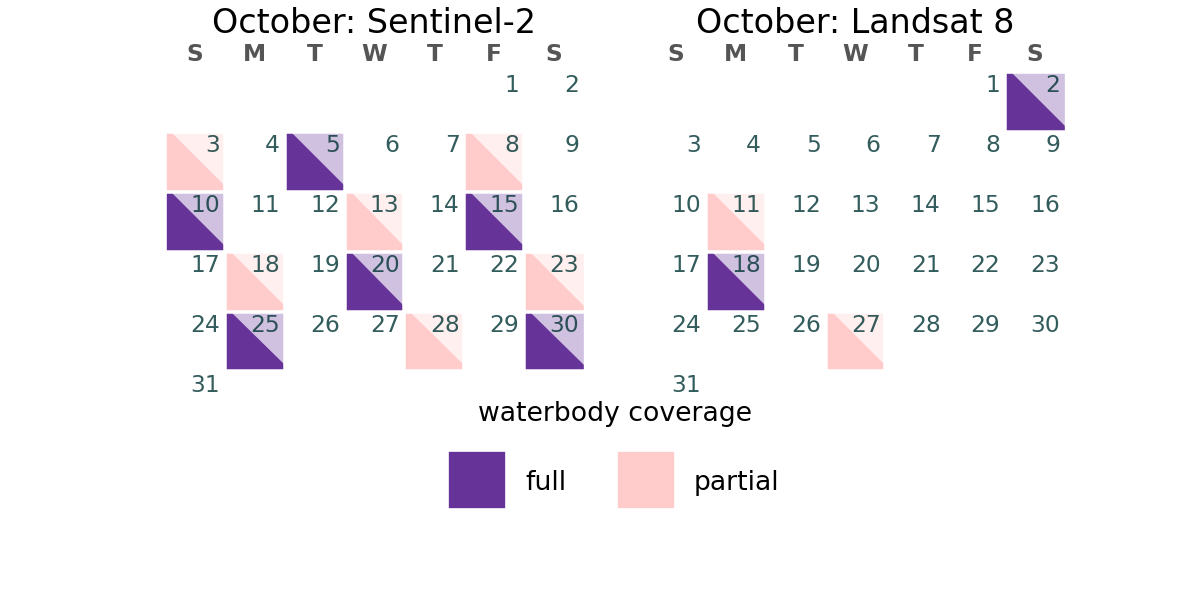 October: Sentinel-2
S M T W T F S
1 2
3 4 5 6 7 8 9
10 11 12 13 14 15 16
17 18 19 20 21 22 23
24 25 26 27 28 29 30
31
October: Landsat 8
S M T W T F S
1 2
3 4 5 6 7 8 9
10 11 12 13 14 15 16
17 18 19 20 21 22 23
24 25 26 27 28 29 30
31
waterbody coverage
full partial